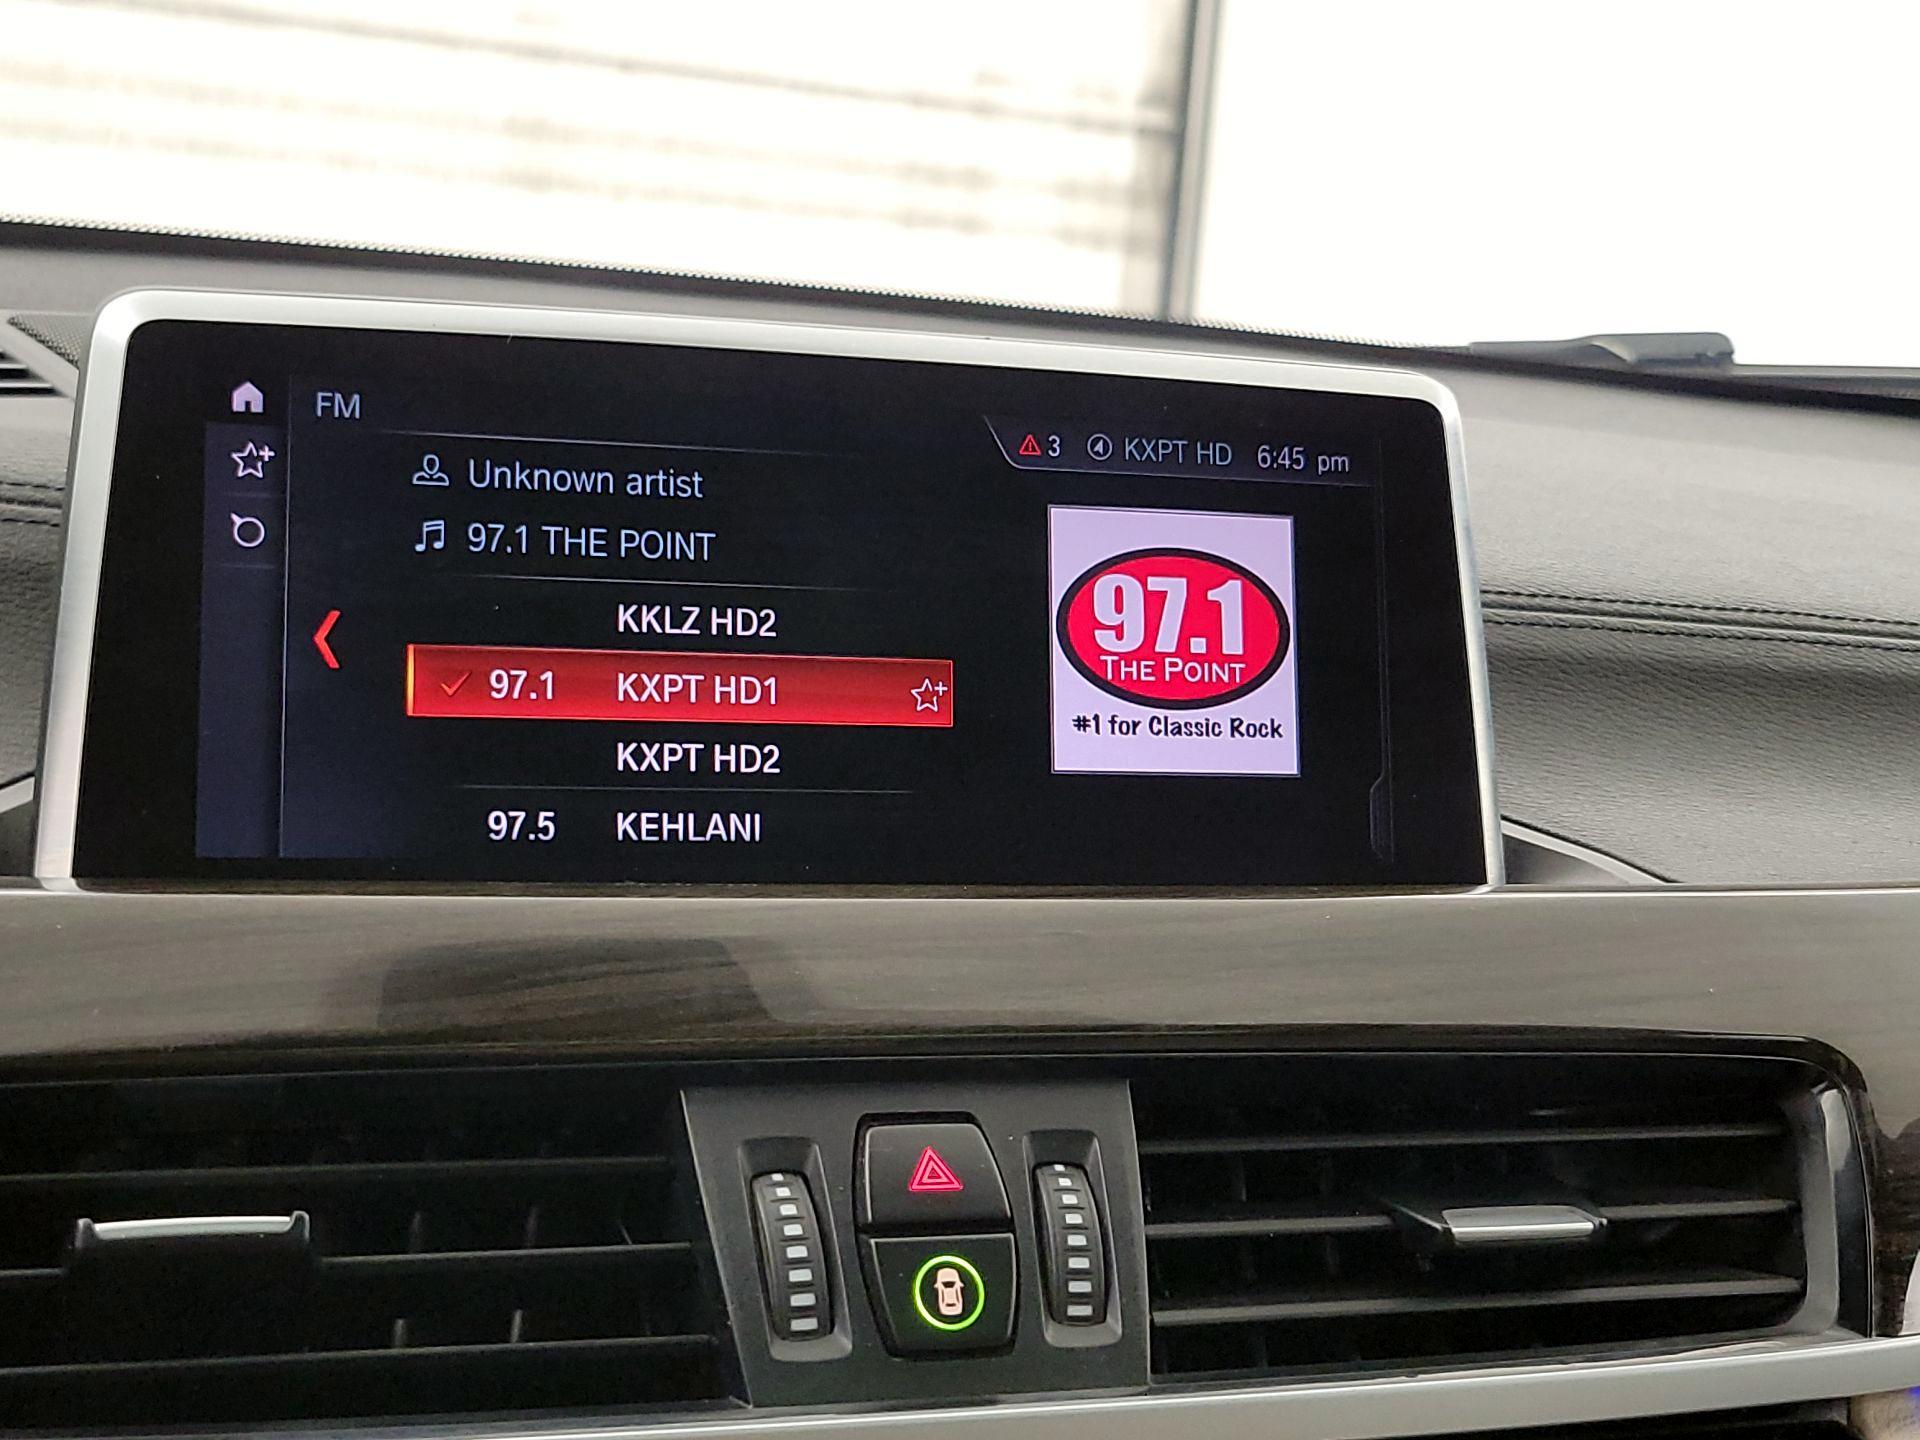 FM
3 KXPT HD 6:45 pm
Unknown artist
97.1 THE POINT
KKLZ HD2
97.1 KXPT HD1
KXPT HD2
97.5 KEHLANI
97.1
THE POINT
#1 for Classic Rock